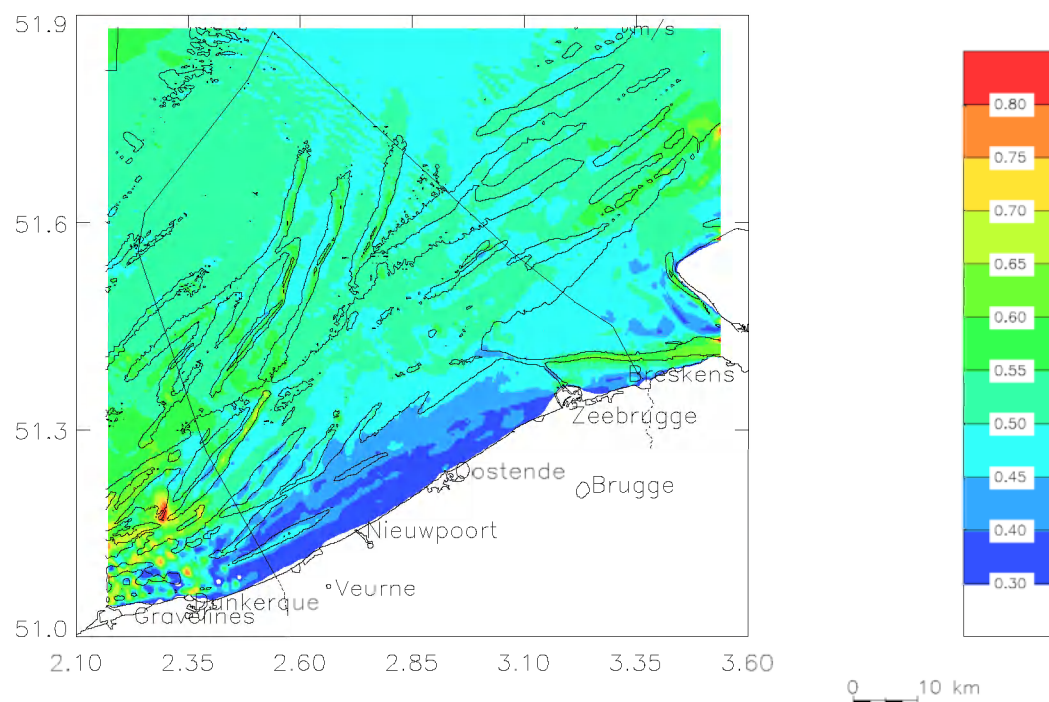 51.9
m/s
51.6
51.3
51.0
Breskens
Zeebrugge
Oostende
Brugge
Nieuwpoort
Veurne
Dunkerque
Gravelines
2.10 2.35 2.60 2.85 3.10 3.35 3.60
0.80
0.75
0.70
0.65
0.60
0.55
0.50
0.45
0.40
0.30
0 10 km